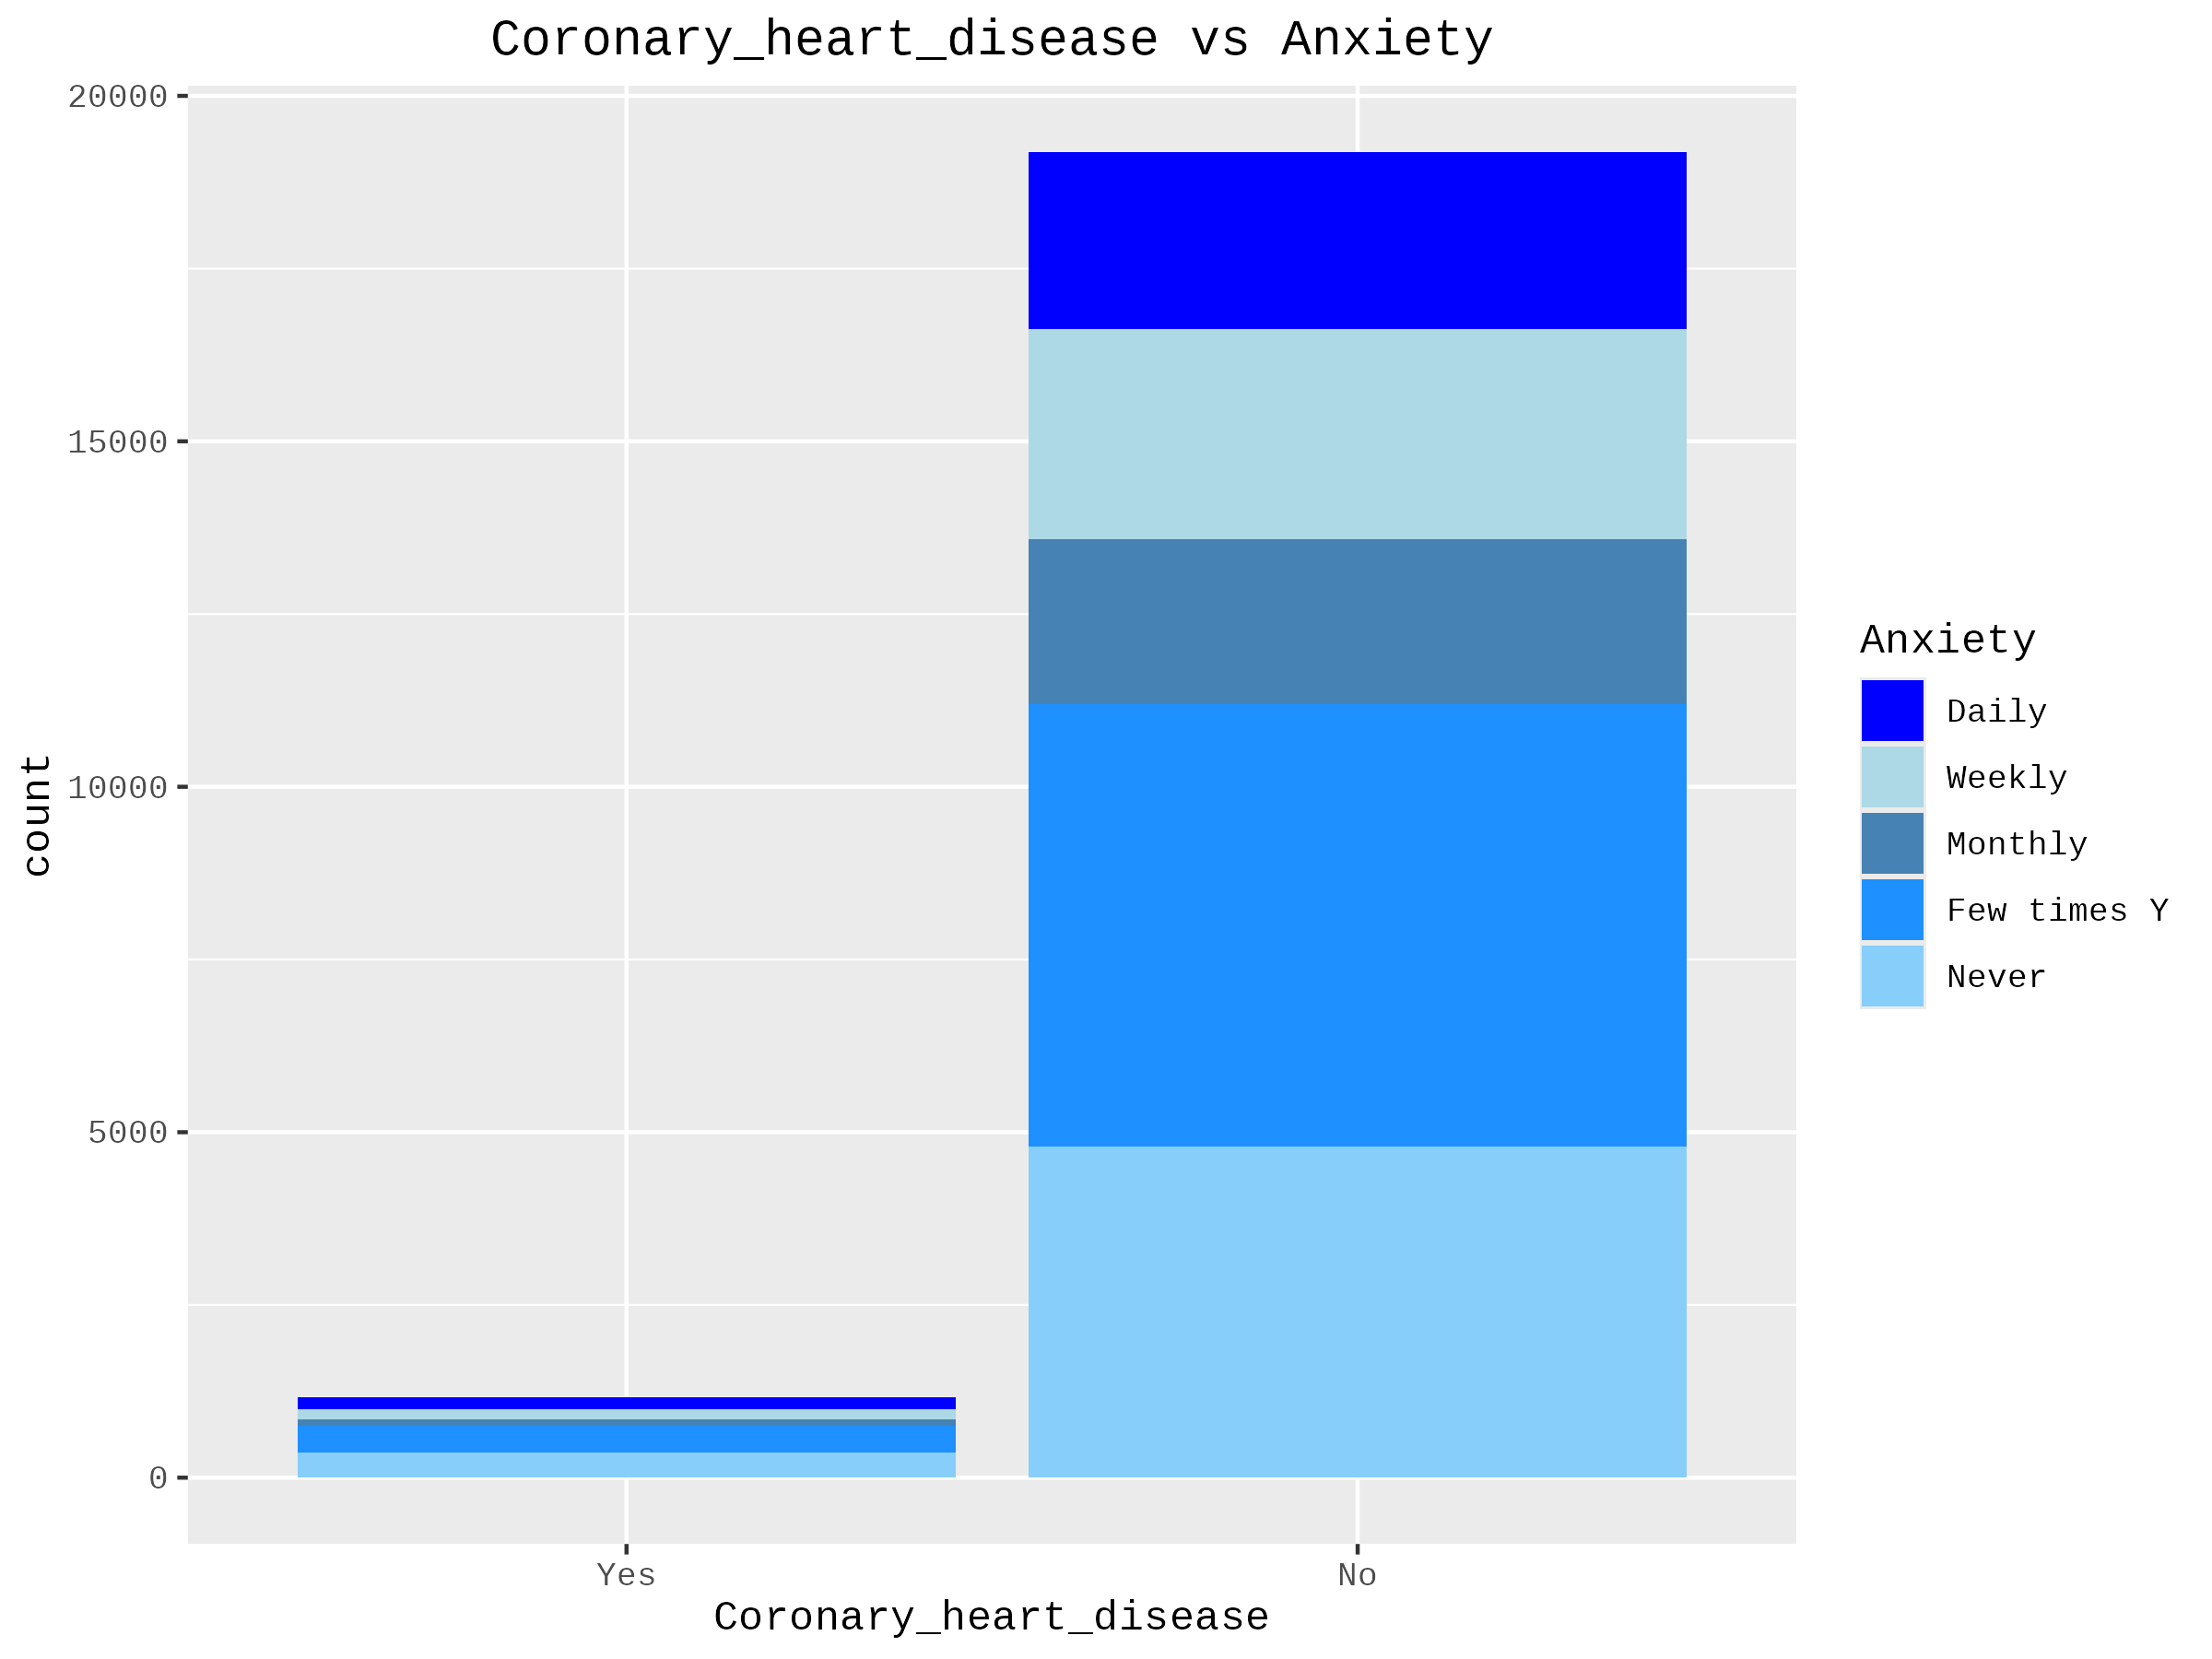 Coronary_heart_disease vs Anxiety
20000
15000
10000
5000
0
count
Yes
No
Coronary_heart_disease
Anxiety
Daily
Weekly
Monthly
Few times Y
Never